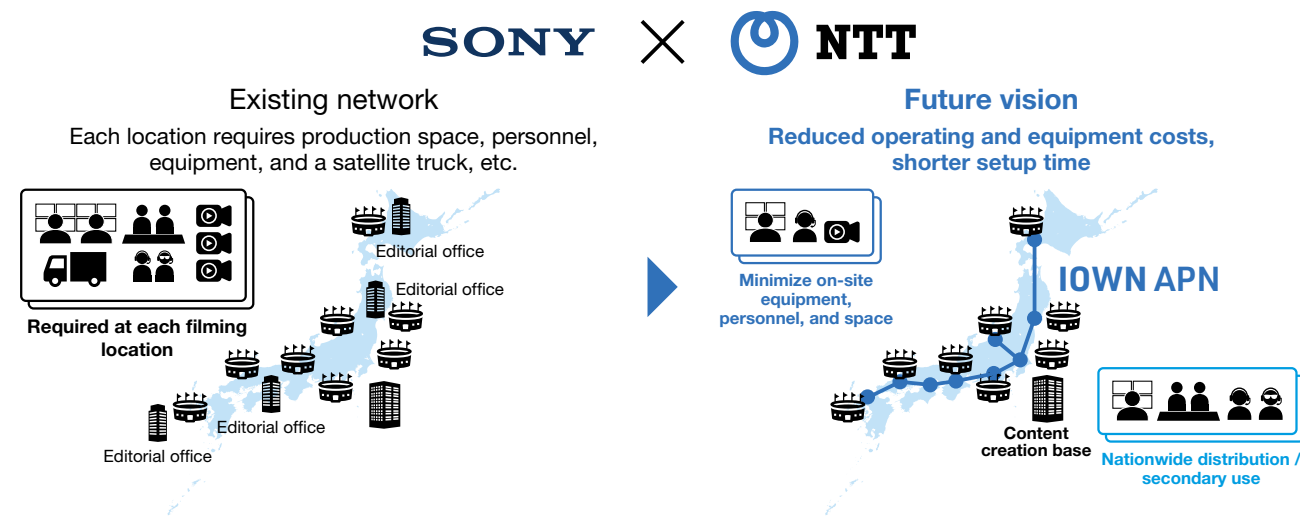 SONY
NTT
Existing network
Each location requires production space, personnel,
equipment, and a satellite truck, etc.
Required at each filming
location
Editorial office
Editorial office
Editorial office
Editorial office
Future vision
Reduced operating and equipment costs,
shorter setup time
Minimize on-site
equipment,
personnel, and space
IOWN APN
Content
creation base
Nationwide distribution /
secondary use